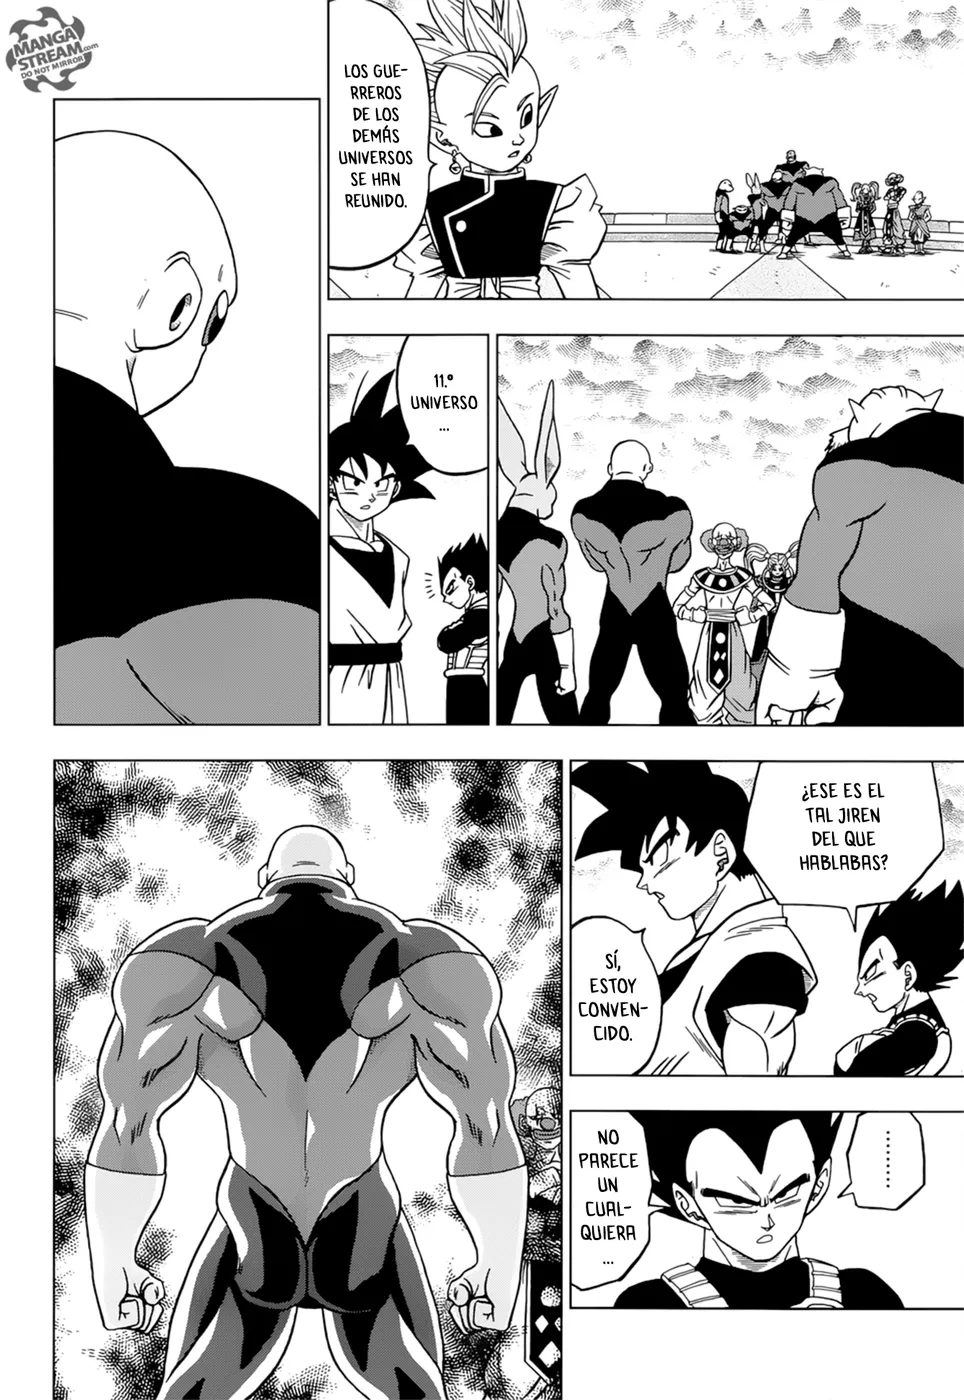 MANGA
STREAM.com
DO NOT MIRROR
LOS GUE-
RREROS
DE LOS
DEMÁS
UNIVERSOS
SE HAN
REUNIDO.
11.º
UNIVERSO
...
¿ESE ES EL
TAL JIREN
DEL QUE
HABLABAS?
SÍ,
ESTOY
CONVEN-
CIDO.
NO
PARECE
UN
CUAL-
QUIERA
...
........